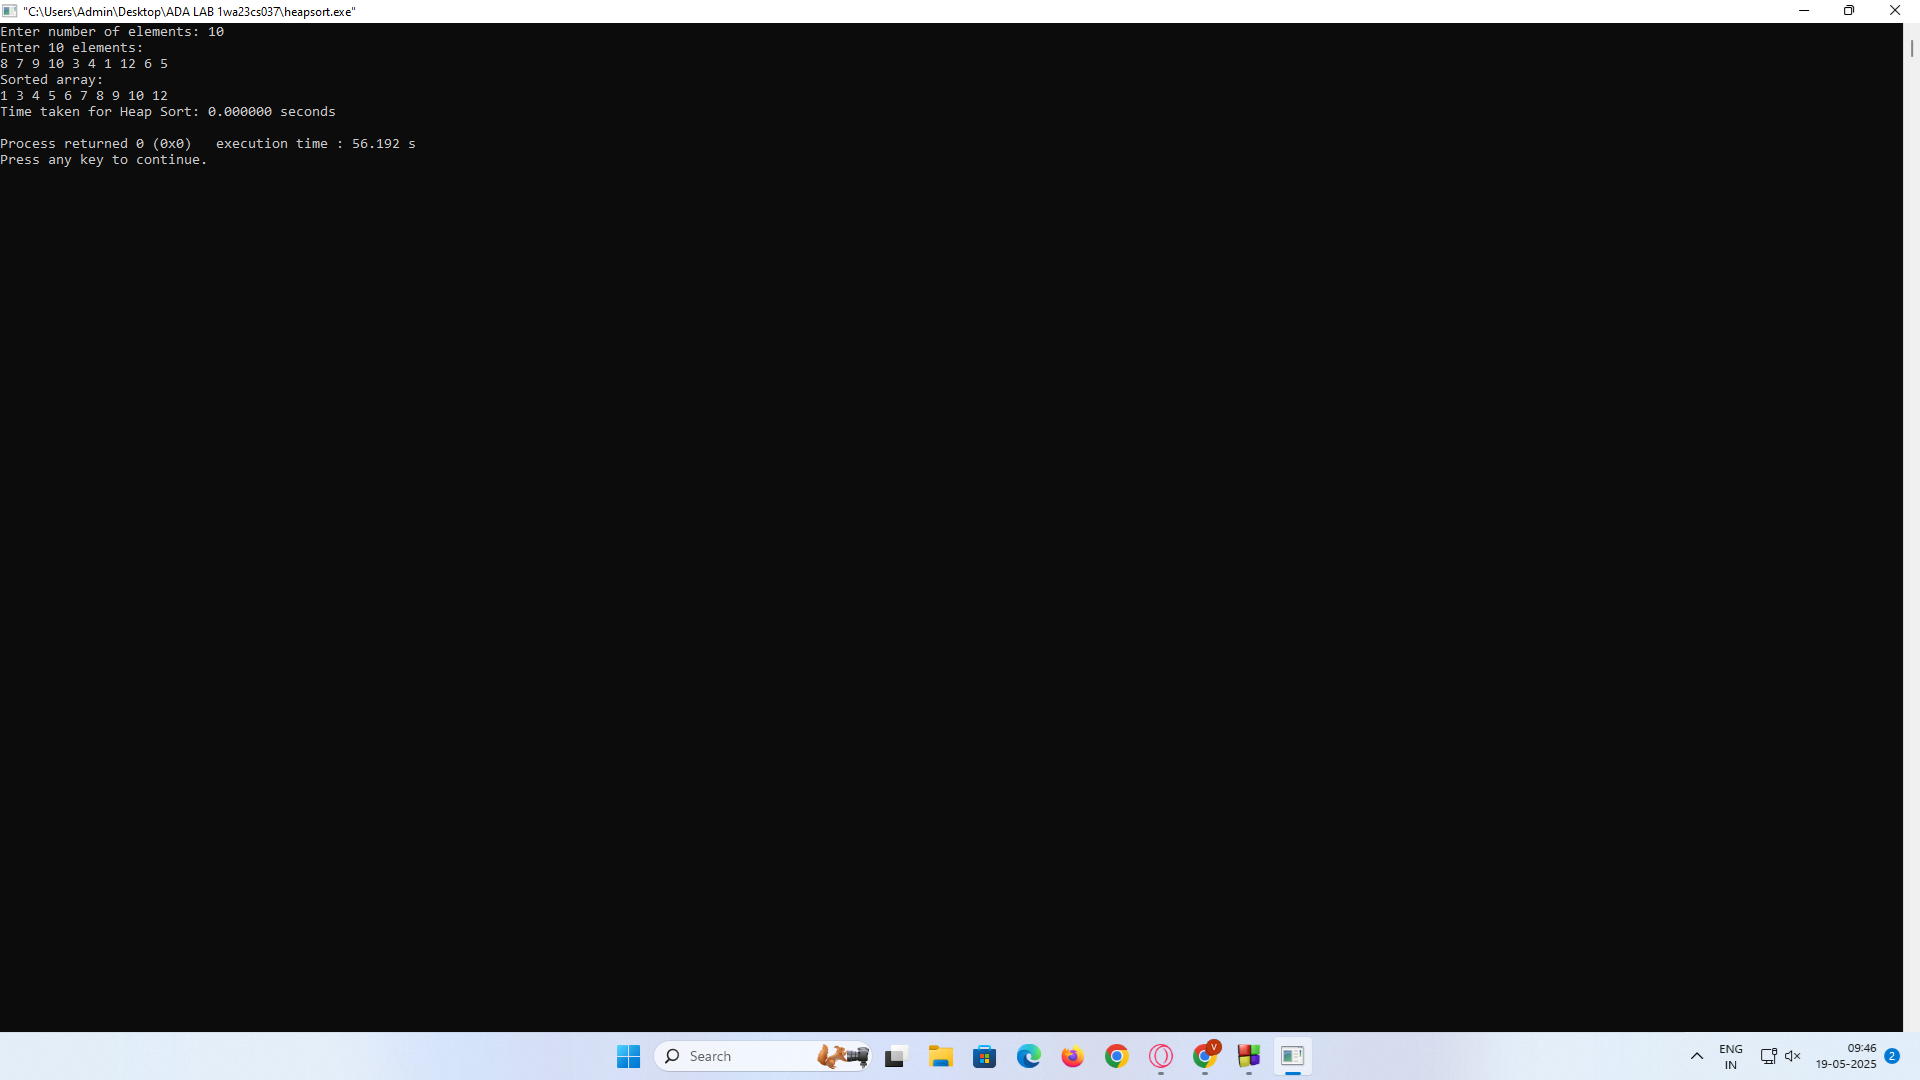 "C:\Users\Admin\Desktop\ADA LAB 1wa23cs037\heapsort.exe"
Enter number of elements: 10
Enter 10 elements:
8 7 9 10 3 4 1 12 6 5
Sorted array:
1 3 4 5 6 7 8 9 10 12
Time taken for Heap Sort: 0.000000 seconds
Process returned 0 (0x0)   execution time : 56.192 s
Press any key to continue.
Search
V
ENG
IN
09:46
19-05-2025
2